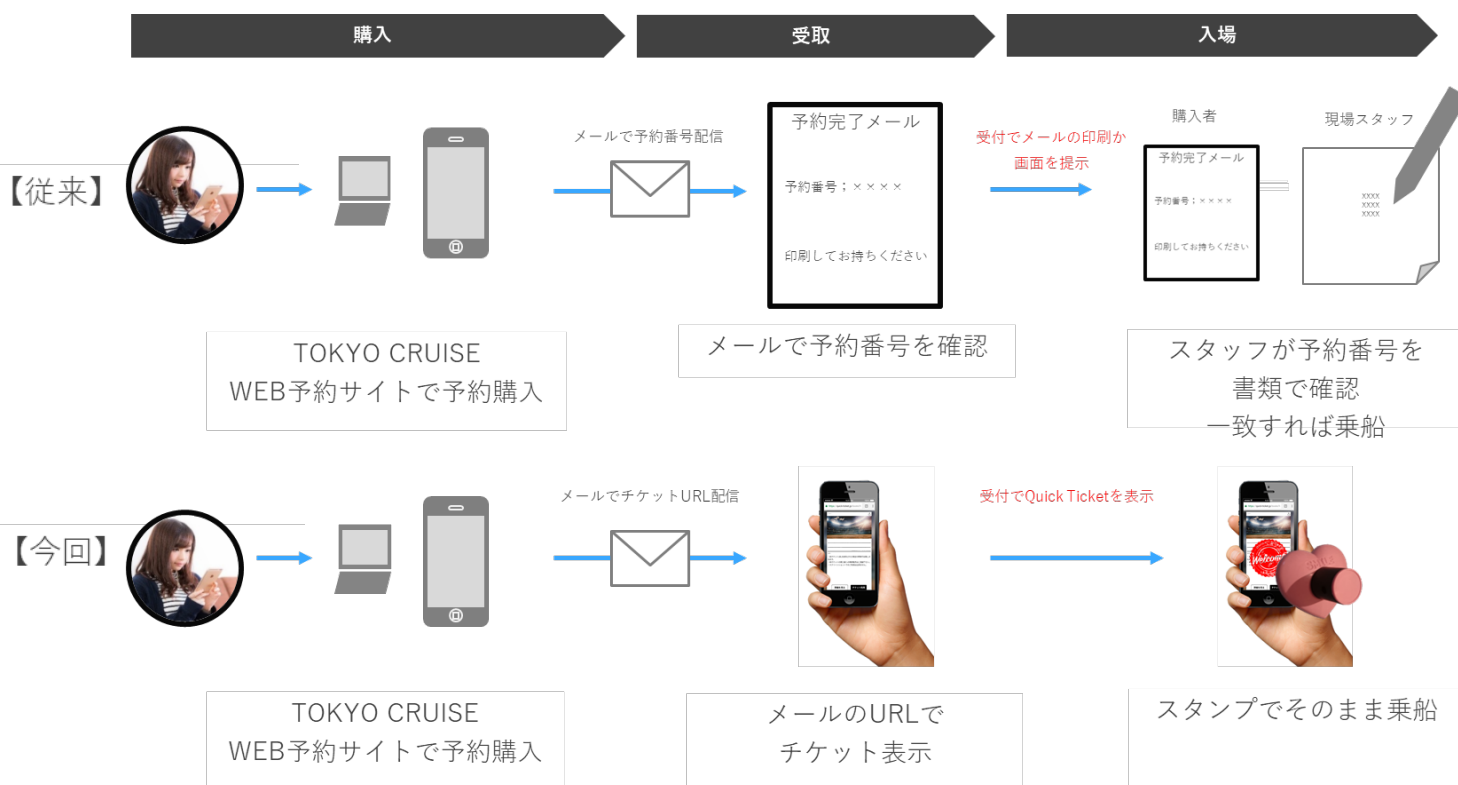 購入
受取
入場
【従来】
メールで予約番号配信
予約完了メール
予約番号；××××
印刷してお持ちください
受付でメールの印刷か
画面を提示
購入者
予約完了メール
予約番号；××××
印刷してお持ちください
現場スタッフ
XXXX
XXXX
XXXX
TOKYO CRUISE
WEB予約サイトで予約購入
メールで予約番号を確認
スタッフが予約番号を
書類で確認
一致すれば乗船
【今回】
メールでチケットURL配信
受付でQuick Ticketを表示
Welcome
TOKYO CRUISE
WEB予約サイトで予約購入
メールのURLで
チケット表示
スタンプでそのまま乗船